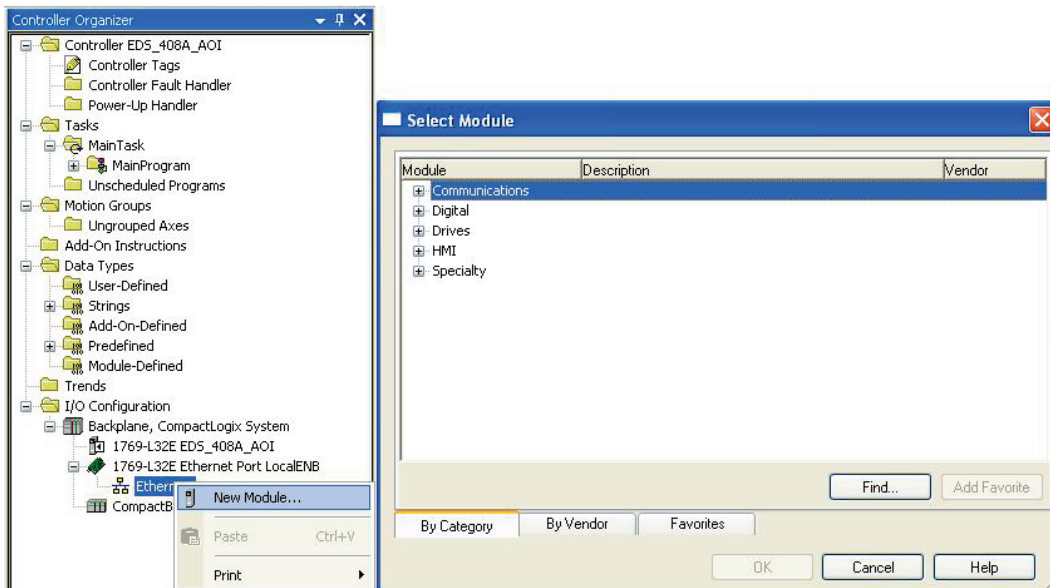 Controller Organizer
Controller EDS_408A_AOI
Controller Tags
Controller Fault Handler
Power-Up Handler
Tasks
MainTask
MainProgram
Unscheduled Programs
Motion Groups
Ungrouped Axes
Add-On Instructions
Data Types
User-Defined
Strings
Add-On-Defined
Predefined
Module-Defined
Trends
I/O Configuration
Backplane, CompactLogix System
1769-L32E EDS_408A_AOI
1769-L32E Ethernet Port LocalENB
Ethern
CompactB
New Module...
Paste Ctrl+V
Print
Select Module
Module Description Vendor
Communications
Digital
Drives
HMI
Specialty
Find... Add Favorite
By Category By Vendor Favorites
OK Cancel Help